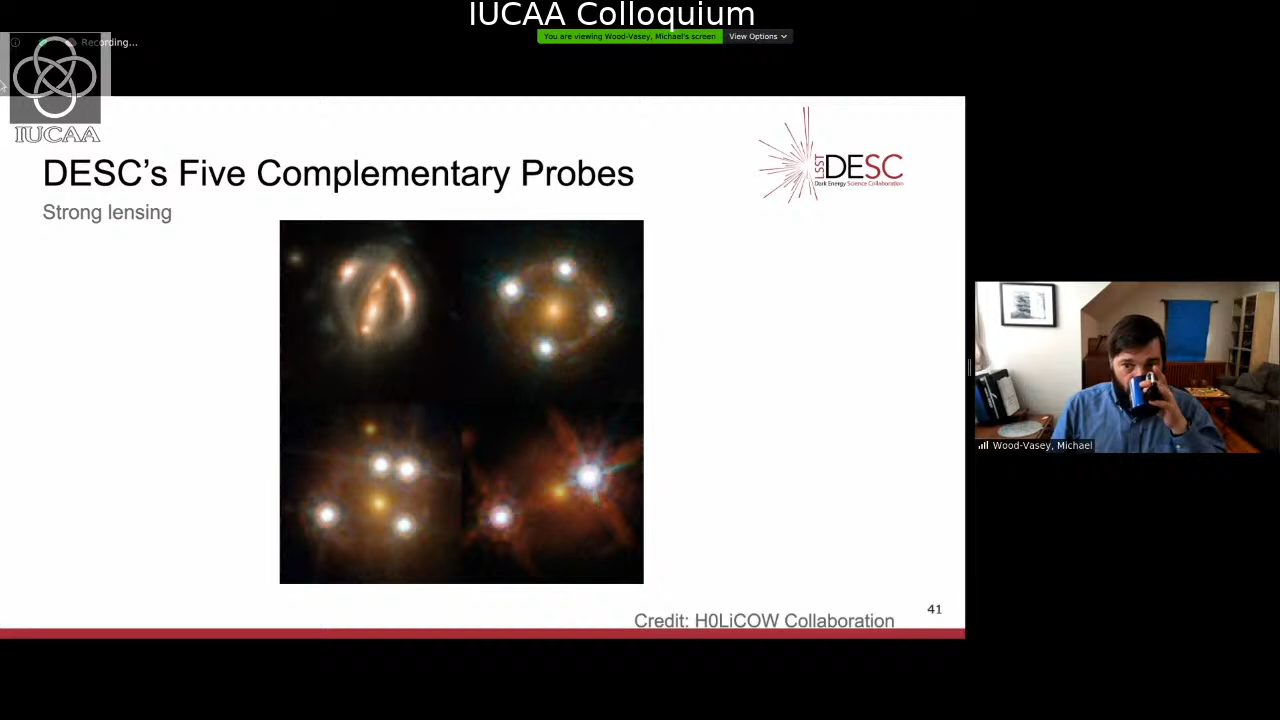 IUCAA Colloquium
Recording...
You are viewing Wood-Vasey, Michael's screen
View Options
IUCAA
DESC's Five Complementary Probes
LSST
DESC
Dark Energy Science Collaboration
Strong lensing
Wood-Vasey, Michael
41
Credit: H0LiCOW Collaboration